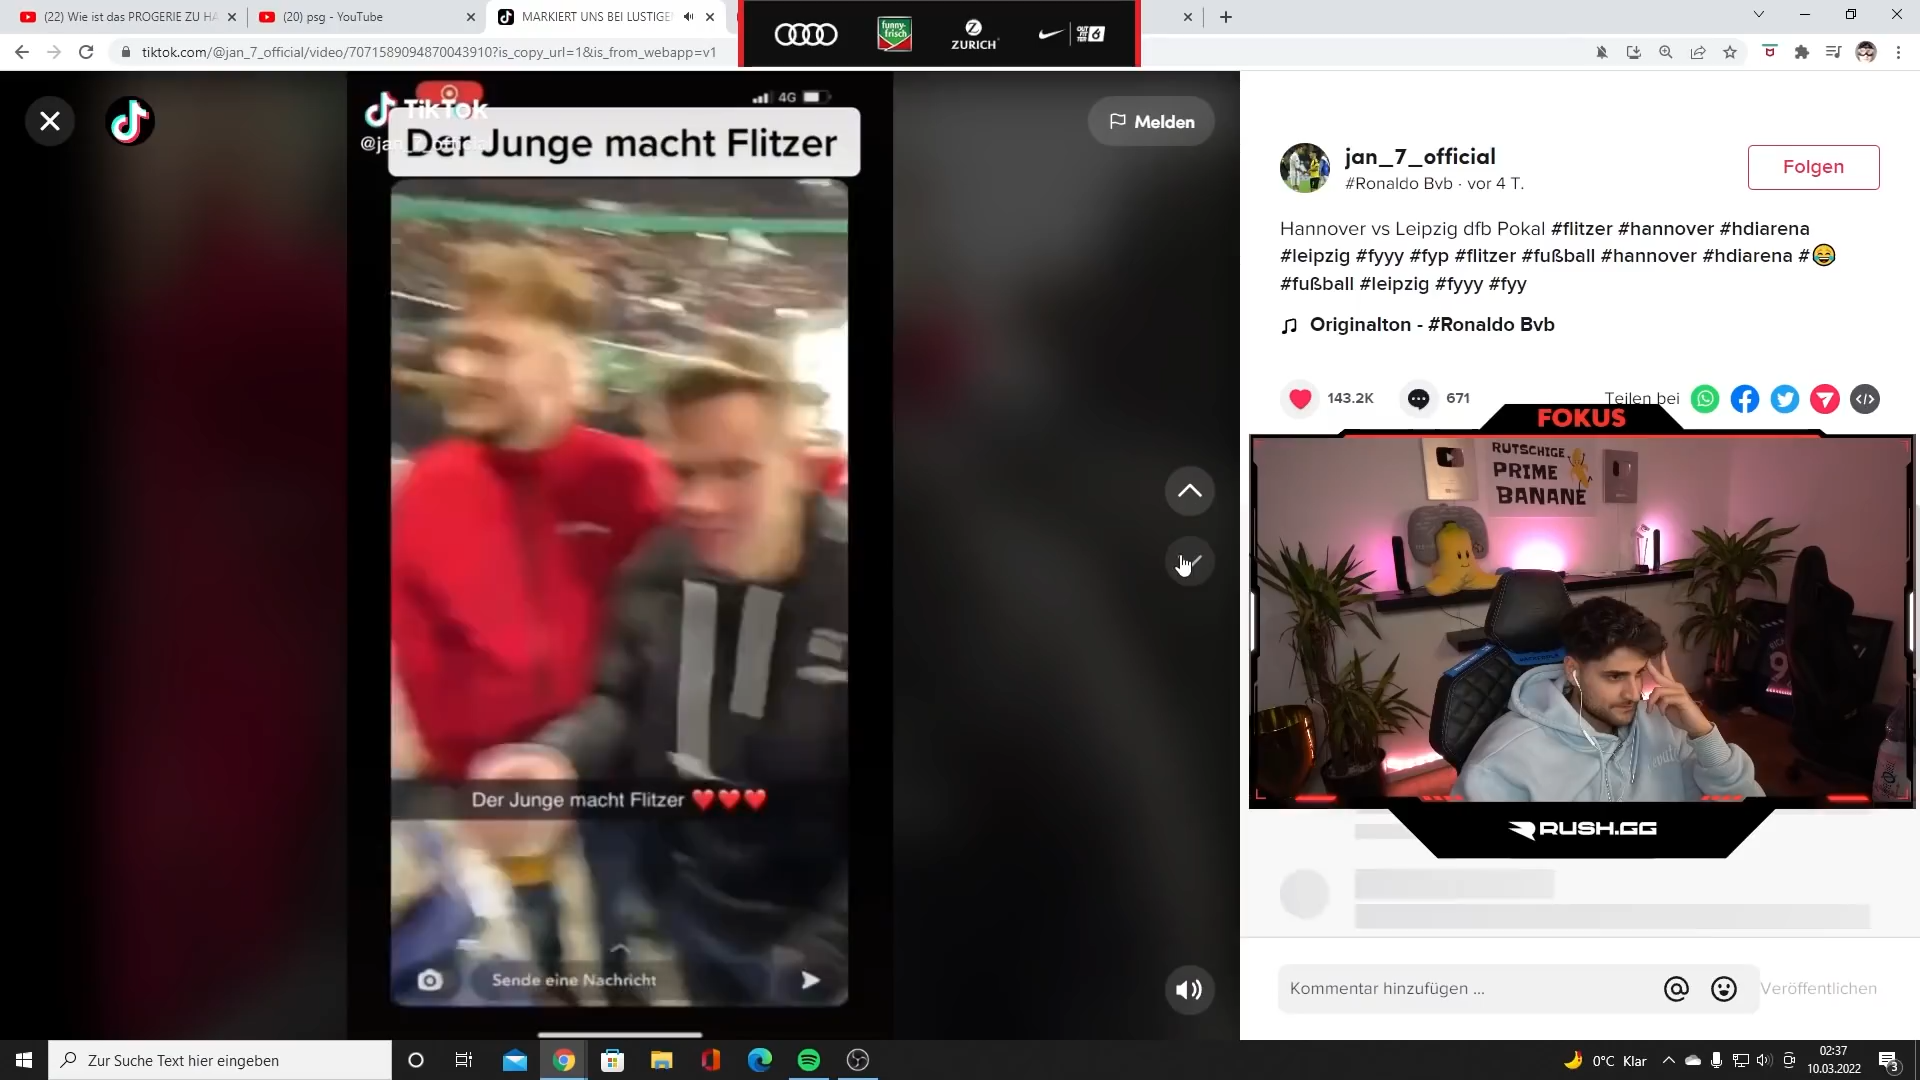 (22) Wie ist das PROGERIE ZU HA
(20) psg - YouTube
MARKIERT UNS BEI LUSTIGE
funny-frisch
ZURICH
OUT FIT TER
tiktok.com/@jan_7_official/video/7071589094870043910?is_copy_url=1&is_from_webapp=v1
4G
TikTok
Der Junge macht Flitzer
Melden
jan_7_official
#Ronaldo Bvb · vor 4 T.
Folgen
Hannover vs Leipzig dfb Pokal #flitzer #hannover #hdiarena
#leipzig #fyyy #fyp #flitzer #fußball #hannover #hdiarena #😂
#fußball #leipzig #fyyy #fyy
Originalton - #Ronaldo Bvb
143.2K
671
Teilen bei
FOKUS
RUTSCHIGE
PRIME
BANANE
RUSH.GG
Der Junge macht Flitzer ❤️❤️❤️
Sende eine Nachricht
Kommentar hinzufügen ...
Veröffentlichen
Zur Suche Text hier eingeben
0°C Klar
02:37
10.03.2022
3